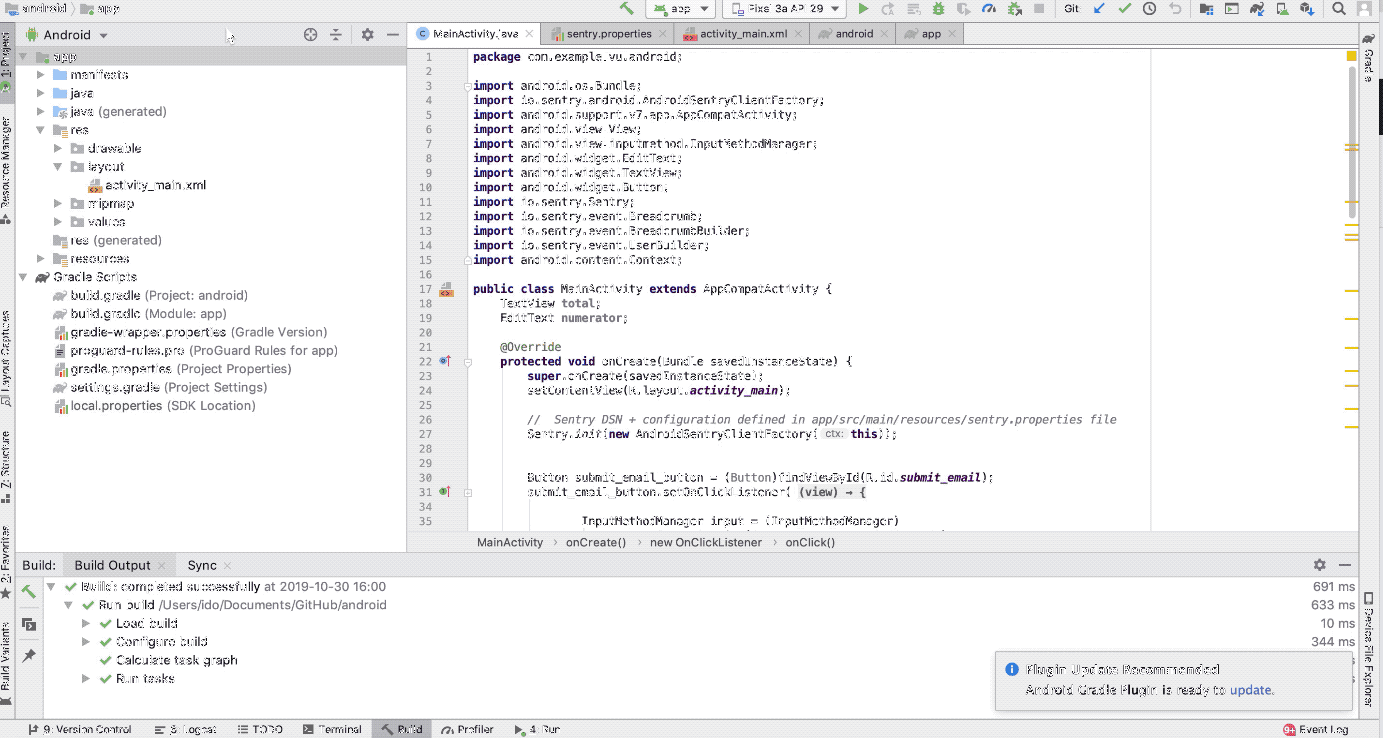 android app
app Pixel 3a API 29 Git:
Android
MainActivity.java sentry.properties activity_main.xml android app
1: Project
Resource Manager
Layout Captures
Z: Structure
2: Favorites
Build Variants
app
manifests
java
java (generated)
res
drawable
layout
activity_main.xml
mipmap
values
res (generated)
resources
Gradle Scripts
build.gradle (Project: android)
build.gradle (Module: app)
gradle-wrapper.properties (Gradle Version)
proguard-rules.pro (ProGuard Rules for app)
gradle.properties (Project Properties)
settings.gradle (Project Settings)
local.properties (SDK Location)
1 package com.example.vu.android;
2
3 import android.os.Bundle;
4 import io.sentry.android.AndroidSentryClientFactory;
5 import android.support.v7.app.AppCompatActivity;
6 import android.view.View;
7 import android.view.inputmethod.InputMethodManager;
8 import android.widget.EditText;
9 import android.widget.TextView;
10 import android.widget.Button;
11 import io.sentry.Sentry;
12 import io.sentry.event.Breadcrumb;
13 import io.sentry.event.BreadcrumbBuilder;
14 import io.sentry.event.UserBuilder;
15 import android.content.Context;
16
17 public class MainActivity extends AppCompatActivity {
18 TextView total;
19 EditText numerator;
20
21 @Override
22 protected void onCreate(Bundle savedInstanceState) {
23 super.onCreate(savedInstanceState);
24 setContentView(R.layout.activity_main);
25
26 // Sentry DSN + configuration defined in app/src/main/resources/sentry.properties file
27 Sentry.init(new AndroidSentryClientFactory( ctx: this));
28
29
30 Button submit_email_button = (Button)findViewById(R.id.submit_email);
31 submit_email_button.setOnClickListener( (view) → {
34
35 InputMethodManager input = (InputMethodManager)
MainActivity › onCreate() › new OnClickListener › onClick()
Device File Explorer
Build: Build Output Sync
Build: completed successfully at 2019-10-30 16:00 691 ms
Run build /Users/ido/Documents/GitHub/android 633 ms
Load build 10 ms
Configure build 344 ms
Calculate task graph
Run tasks
Plugin Update Recommended
Android Gradle Plugin is ready to update.
9: Version Control 6: Logcat TODO Terminal Build Profiler 4: Run Event Log